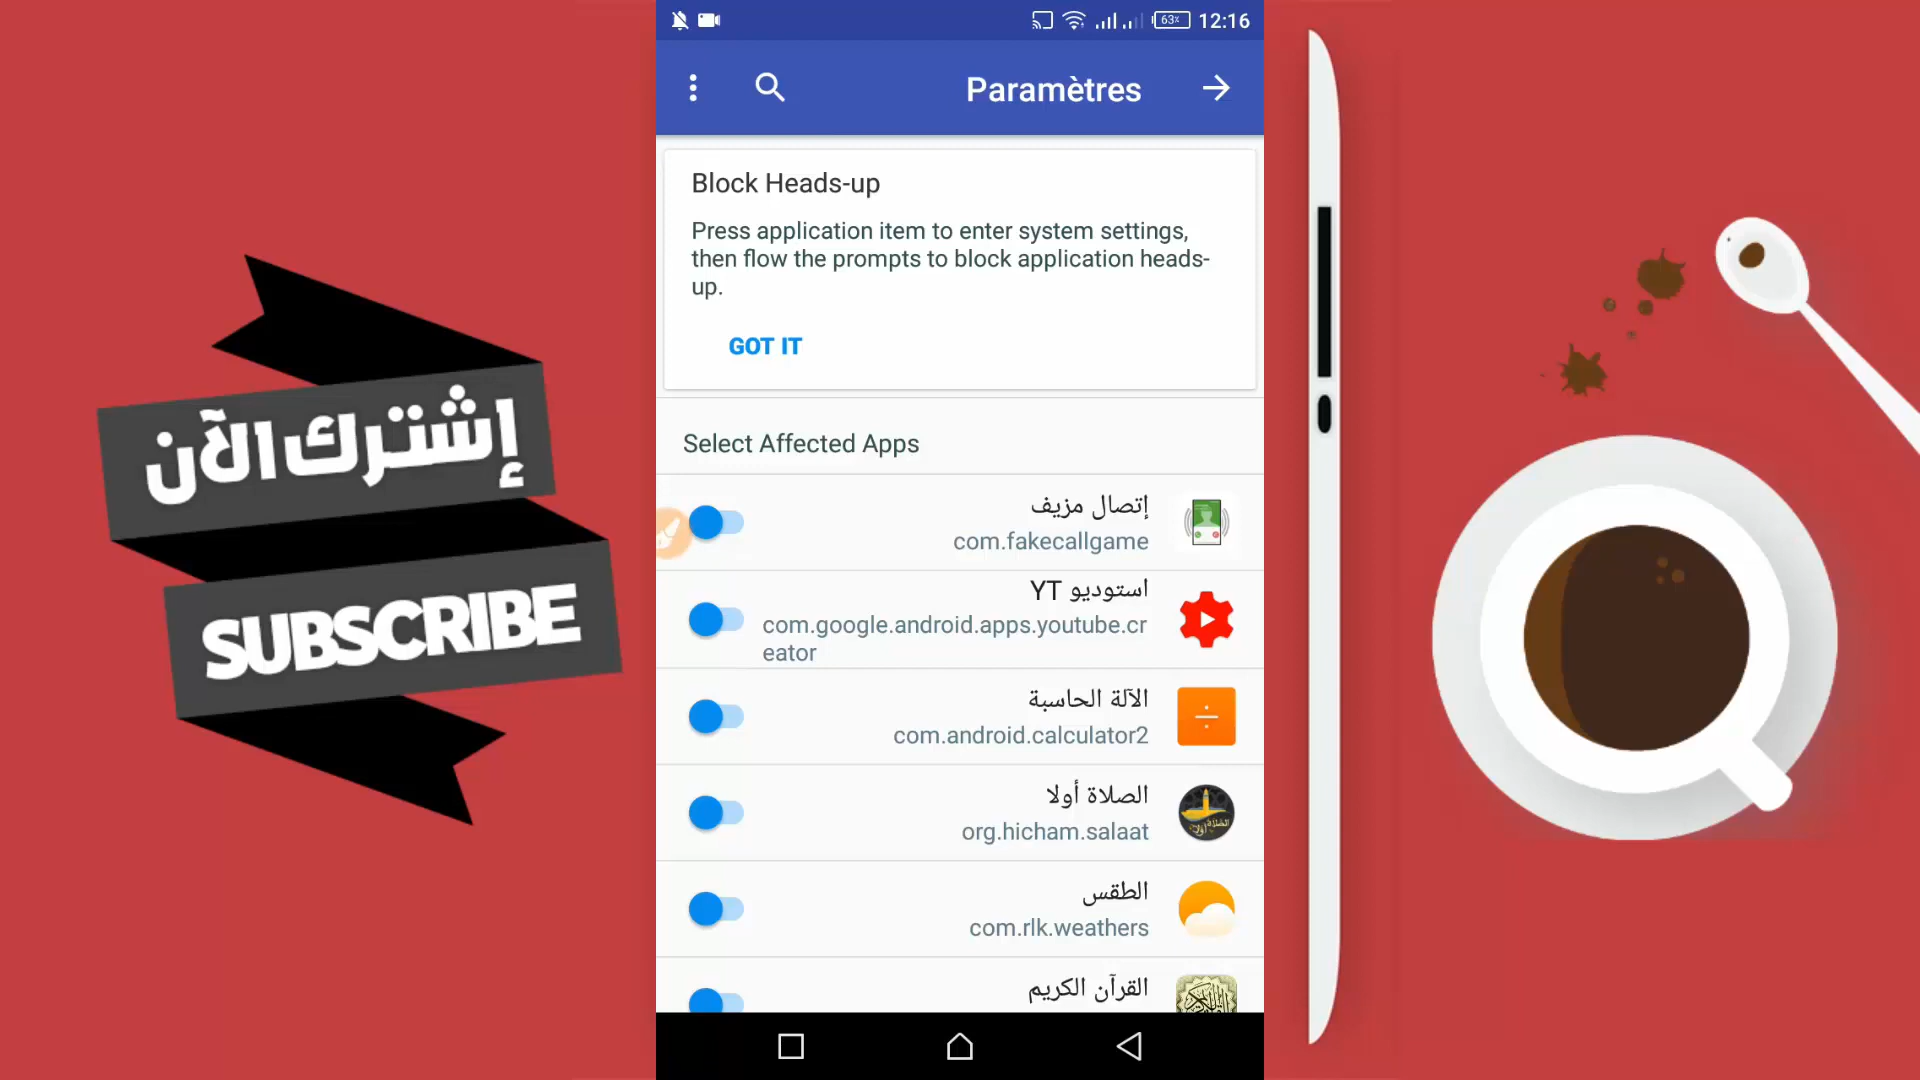 63%
12:16
Paramètres
Block Heads-up
Press application item to enter system settings,
then flow the prompts to block application heads-
up.
GOT IT
Select Affected Apps
إتصال مزيف
com.fakecallgame
استوديو YT
com.google.android.apps.youtube.cr
eator
الآلة الحاسبة
com.android.calculator2
الصلاة أولا
org.hicham.salaat
الطقس
com.rlk.weathers
القرآن الكريم
إشترك الآن
SUBSCRIBE